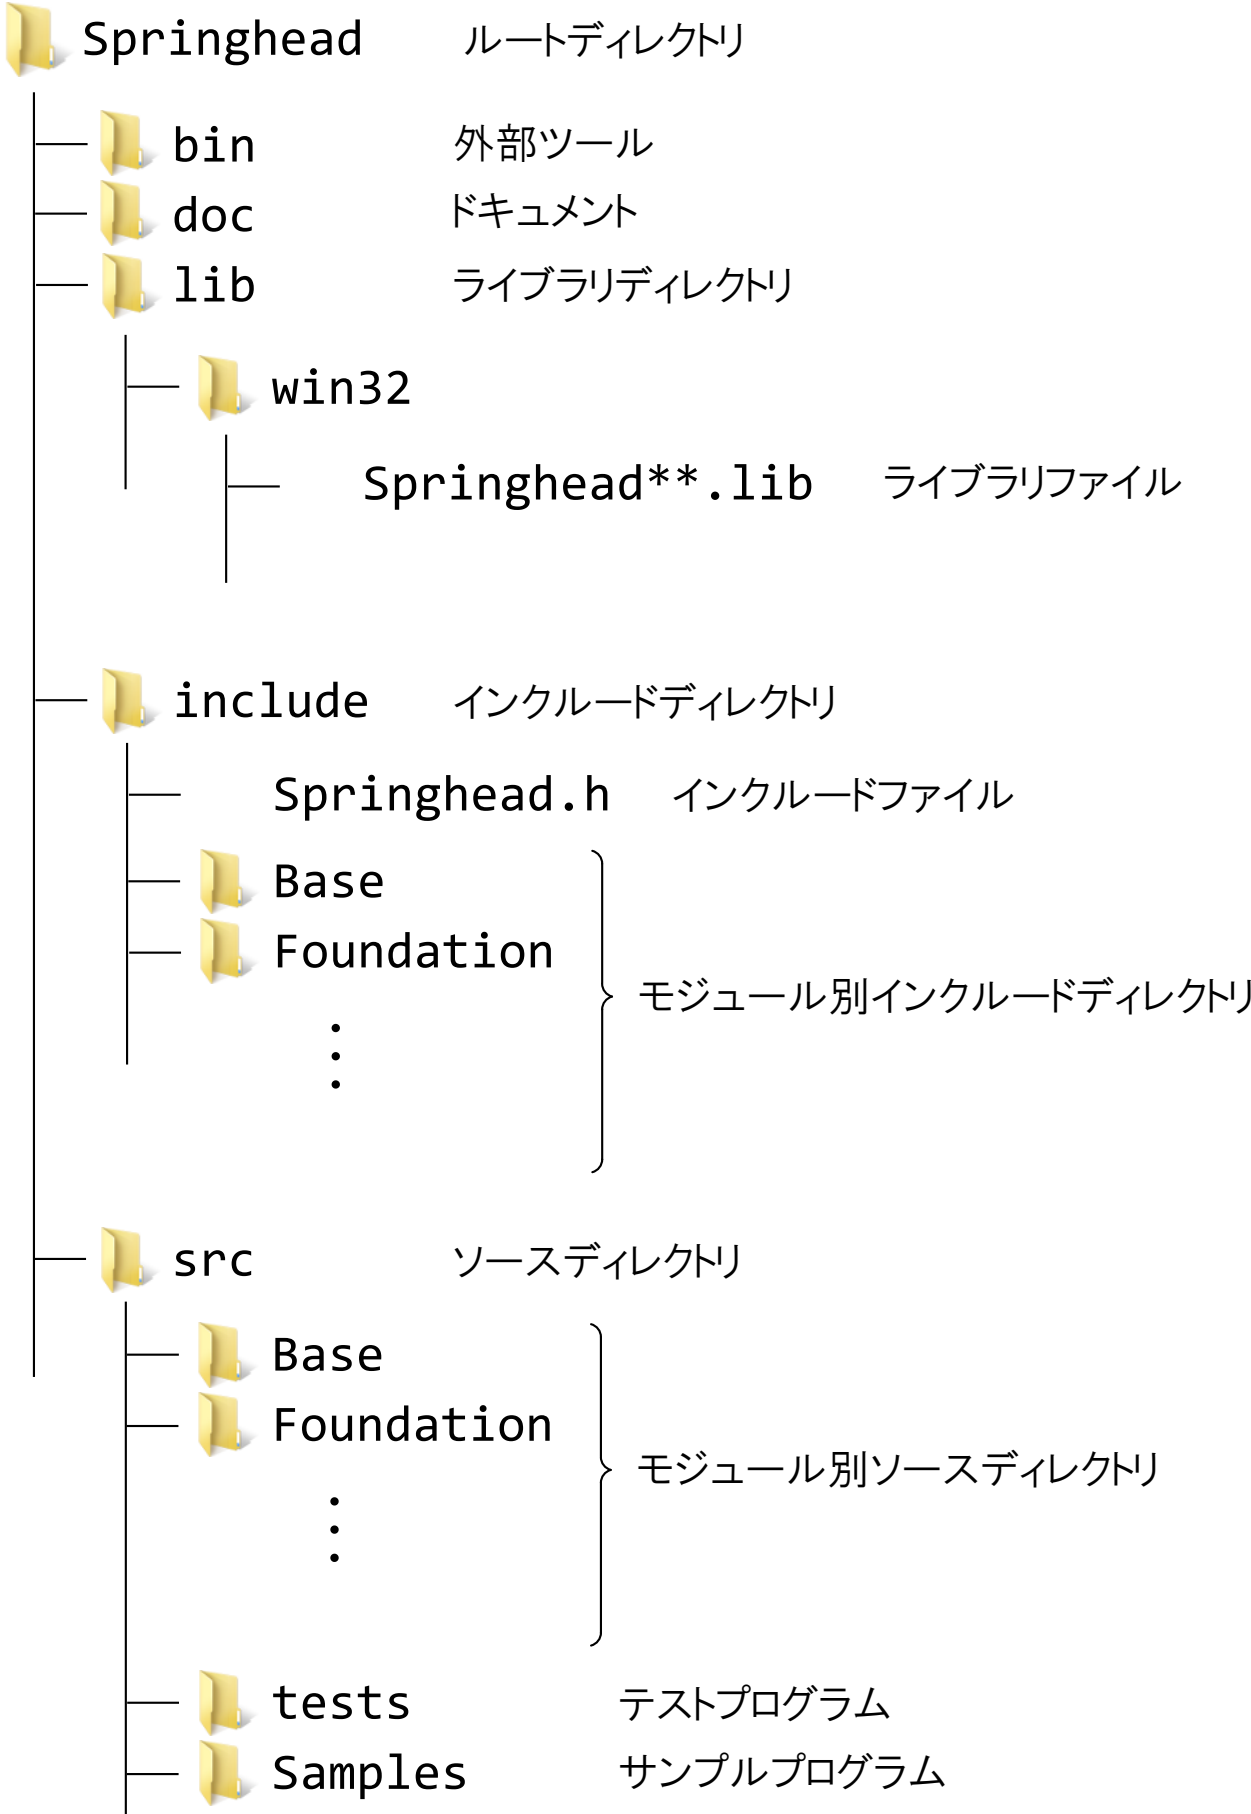 Springhead ルートディレクトリ
bin 外部ツール
doc ドキュメント
lib ライブラリディレクトリ
win32
Springhead**.lib ライブラリファイル
include インクルードディレクトリ
Springhead.h インクルードファイル
Base
Foundation
モジュール別インクルードディレクトリ
src ソースディレクトリ
Base
Foundation
モジュール別ソースディレクトリ
tests テストプログラム
Samples サンプルプログラム